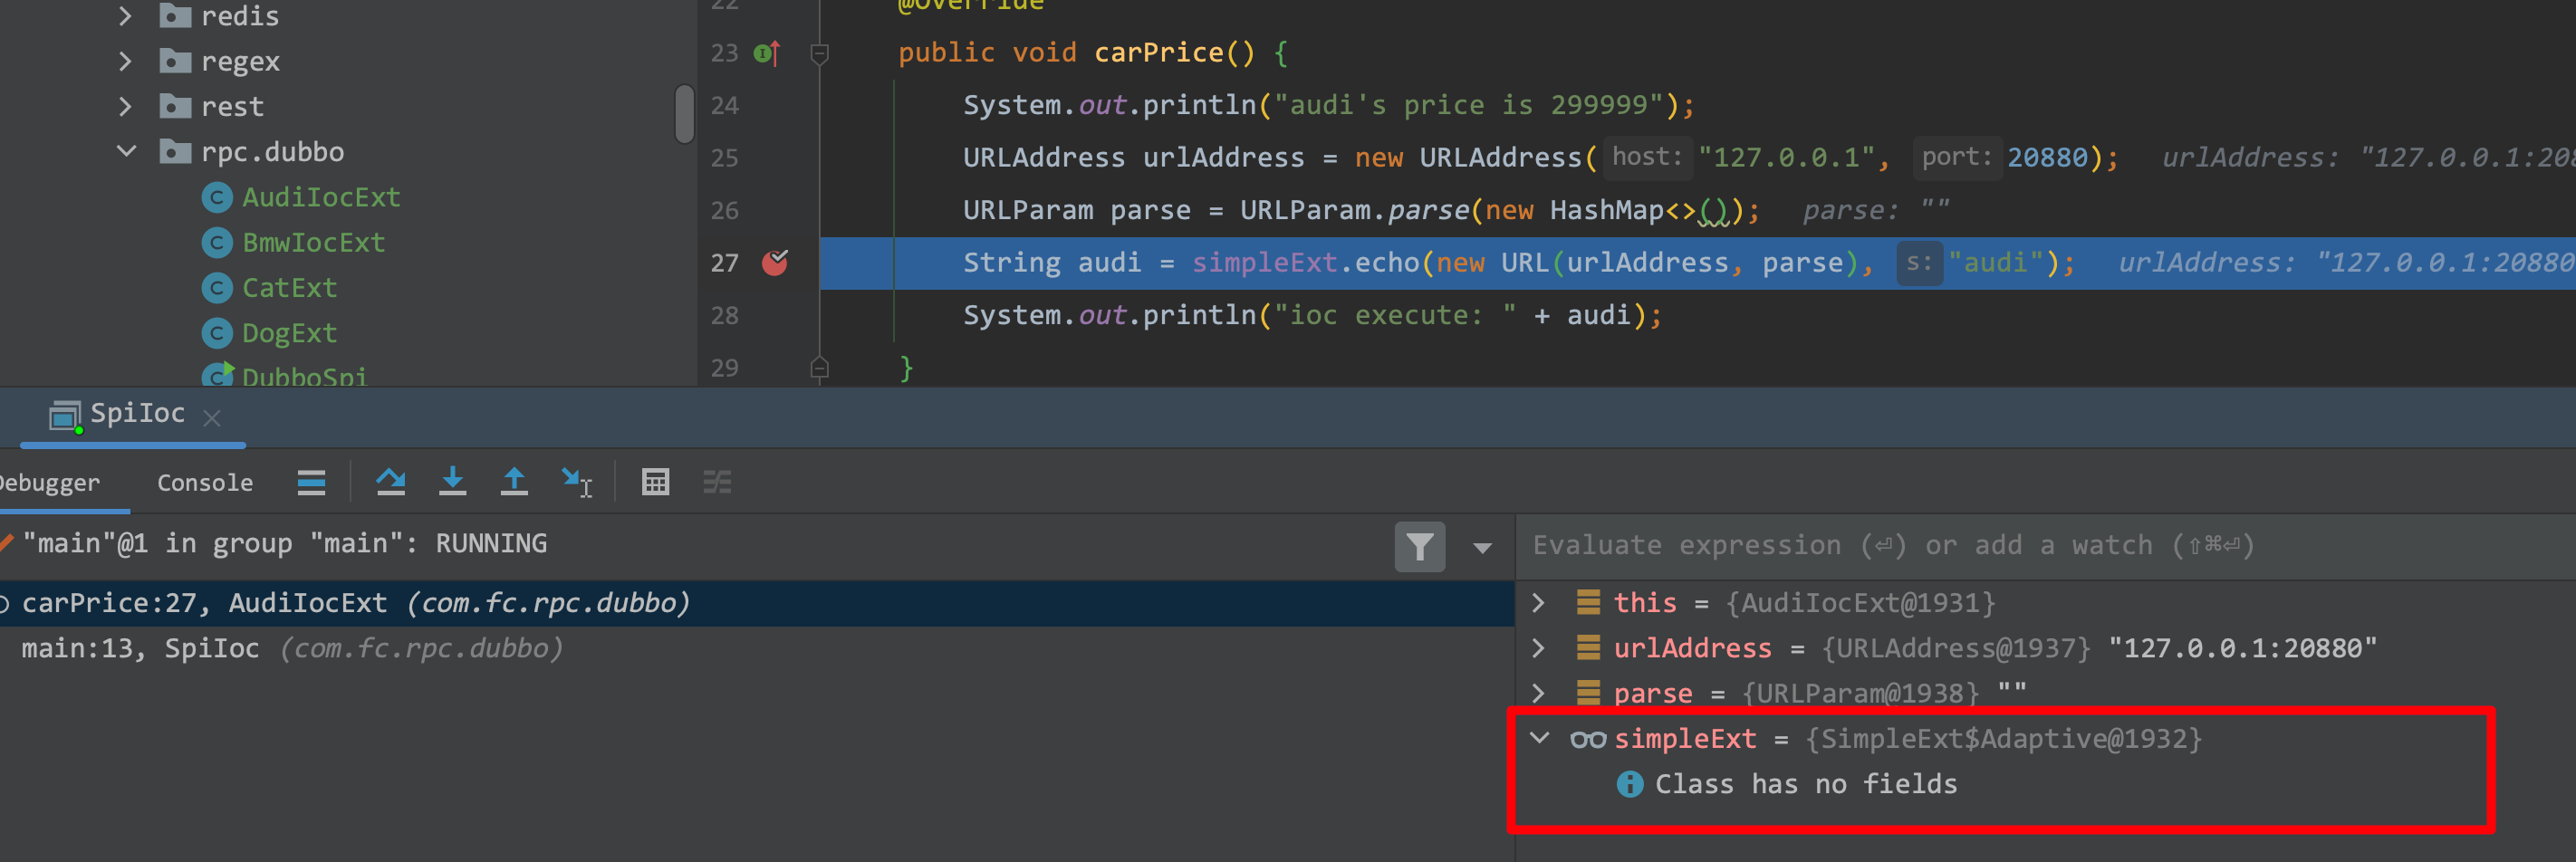 redis
regex
rest
rpc.dubbo
AudiIocExt
BmwIocExt
CatExt
DogExt
DubboSpi
22 @Override
23 public void carPrice() {
24 System.out.println("audi's price is 299999");
25 URLAddress urlAddress = new URLAddress( host: "127.0.0.1", port: 20880); urlAddress: "127.0.0.1:208
26 URLParam parse = URLParam.parse(new HashMap<>()); parse: ""
27 String audi = simpleExt.echo(new URL(urlAddress, parse), s: "audi"); urlAddress: "127.0.0.1:20880
28 System.out.println("ioc execute: " + audi);
29 }
SpiIoc
Debugger Console
"main"@1 in group "main": RUNNING
carPrice:27, AudiIocExt (com.fc.rpc.dubbo)
main:13, SpiIoc (com.fc.rpc.dubbo)
Evaluate expression (⏎) or add a watch (⇧⌘⏎)
this = {AudiIocExt@1931}
urlAddress = {URLAddress@1937} "127.0.0.1:20880"
parse = {URLParam@1938} ""
simpleExt = {SimpleExt$Adaptive@1932}
Class has no fields